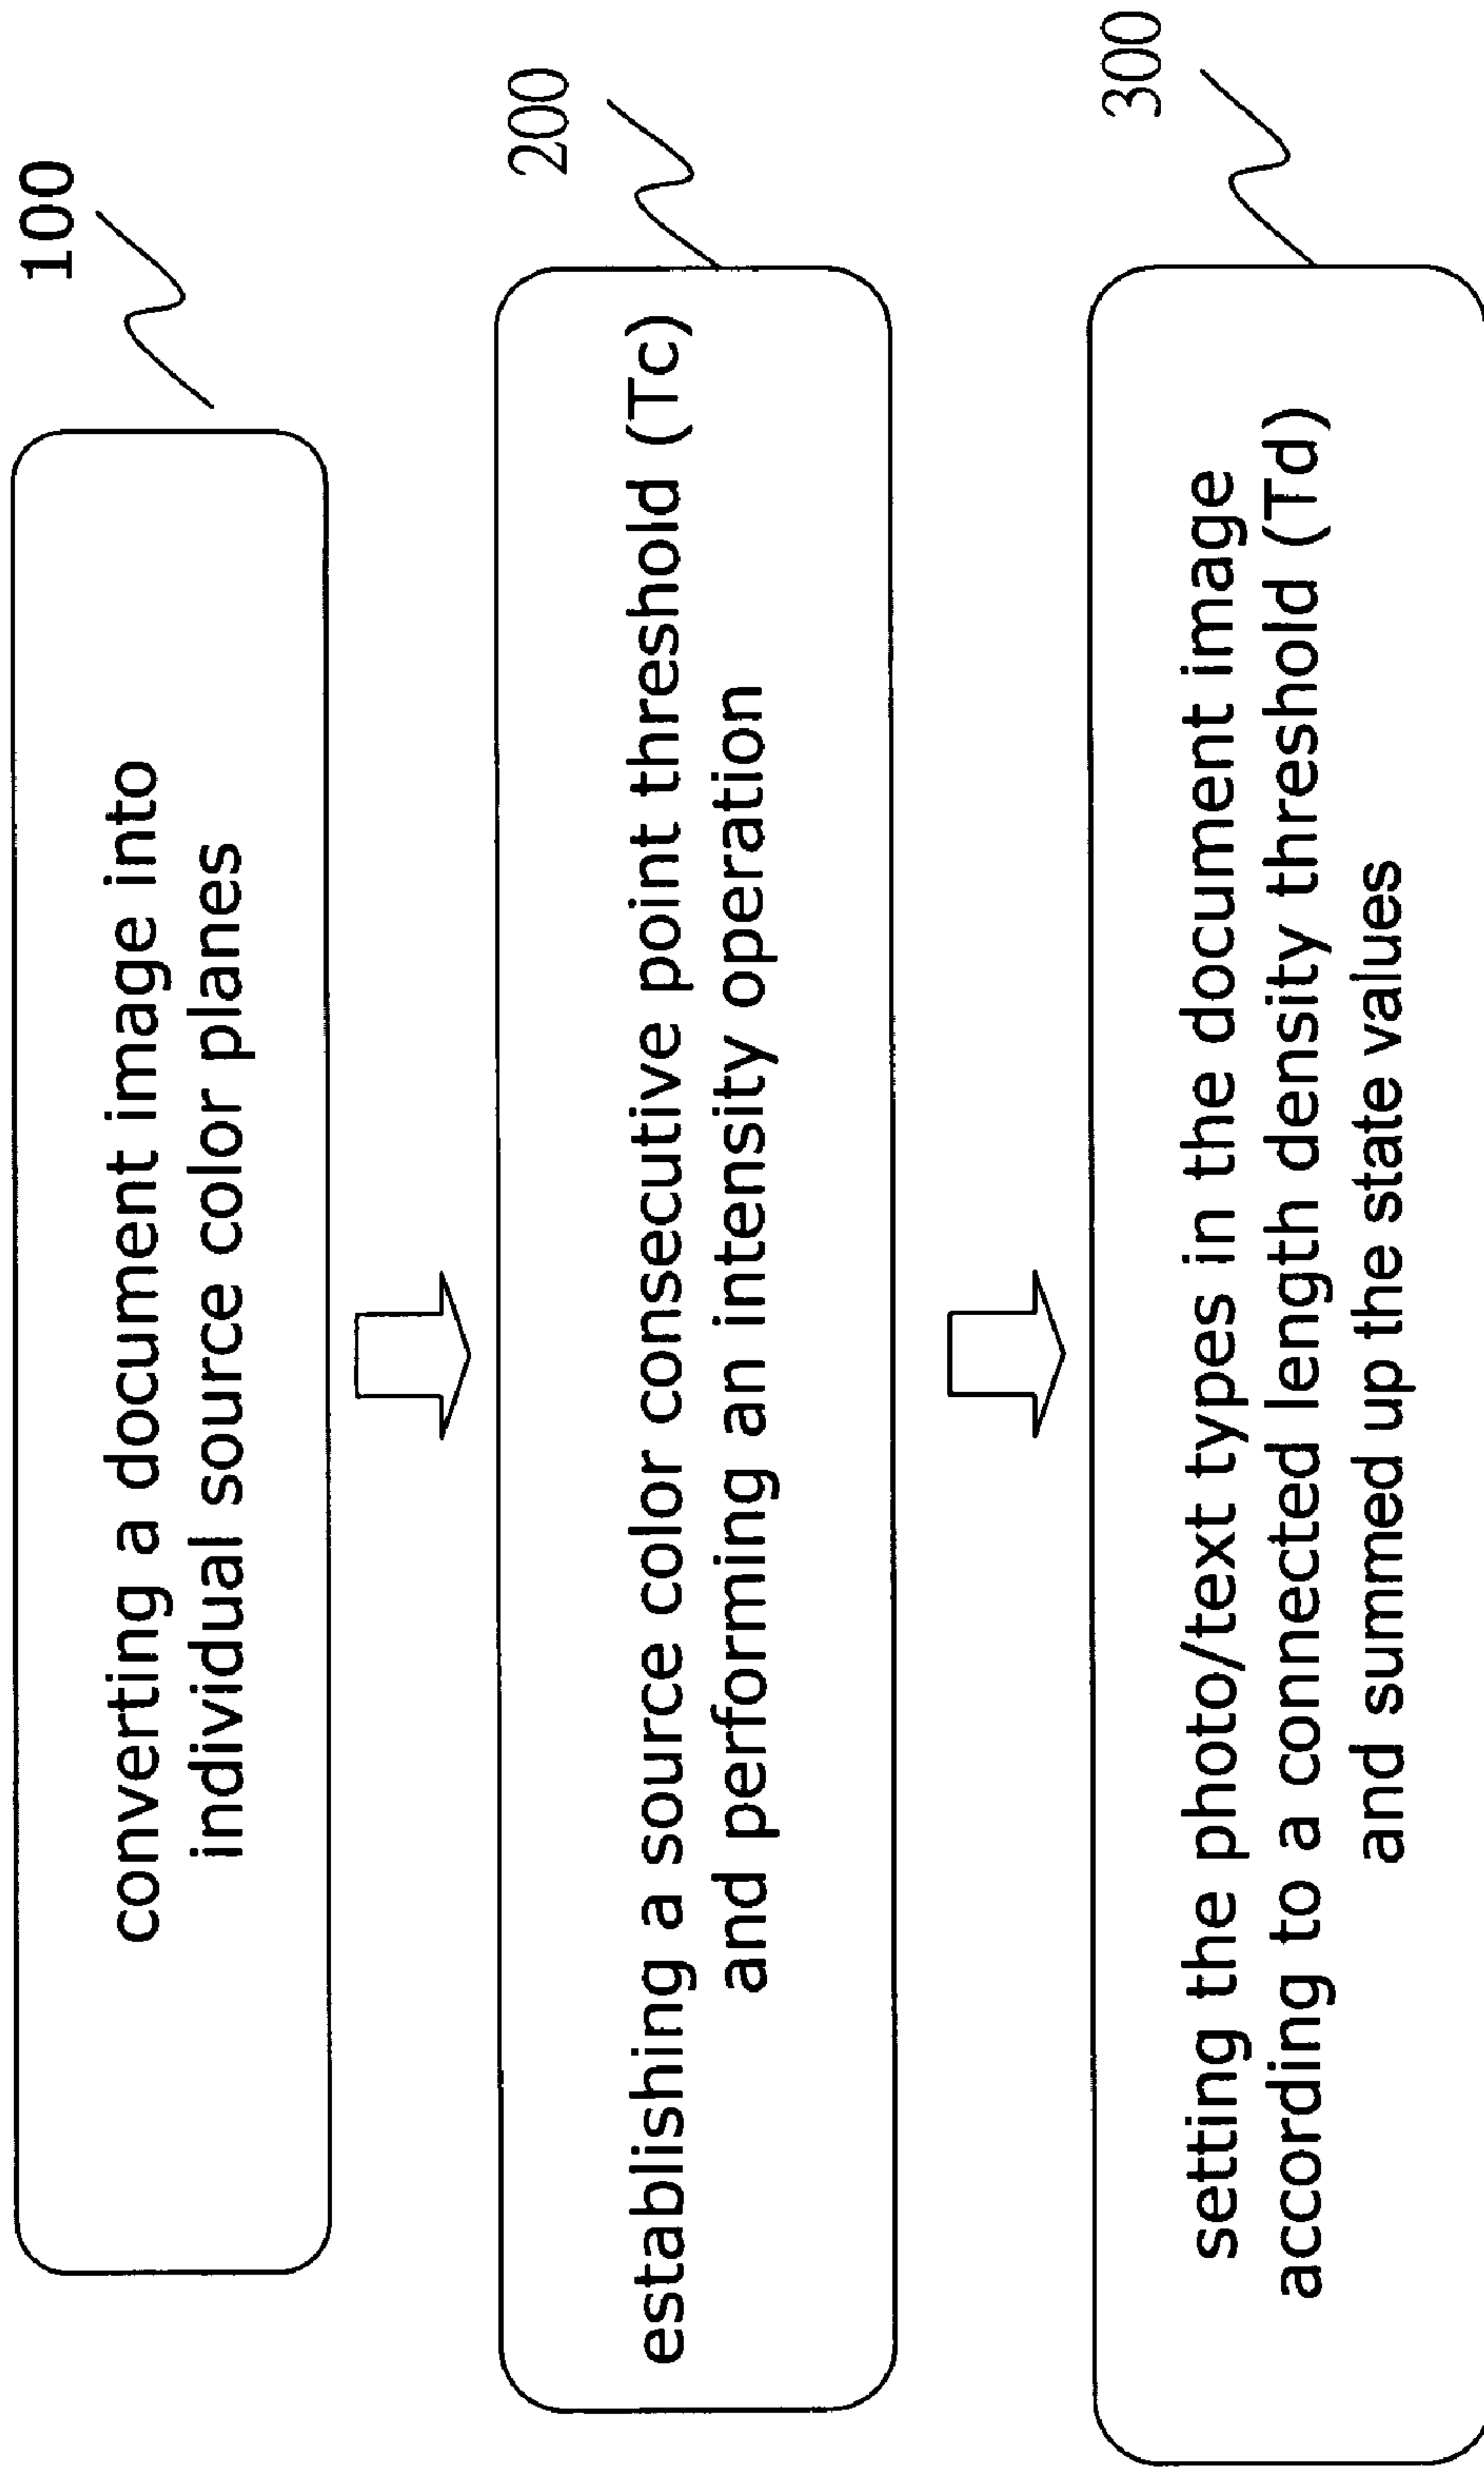 100
converting a document image into
individual source color planes
200
establishing a source color consecutive point threshold (Tc)
and performing an intensity operation
300
setting the photo/text types in the document image
according to a connected length density threshold (Td)
and summed up the state values